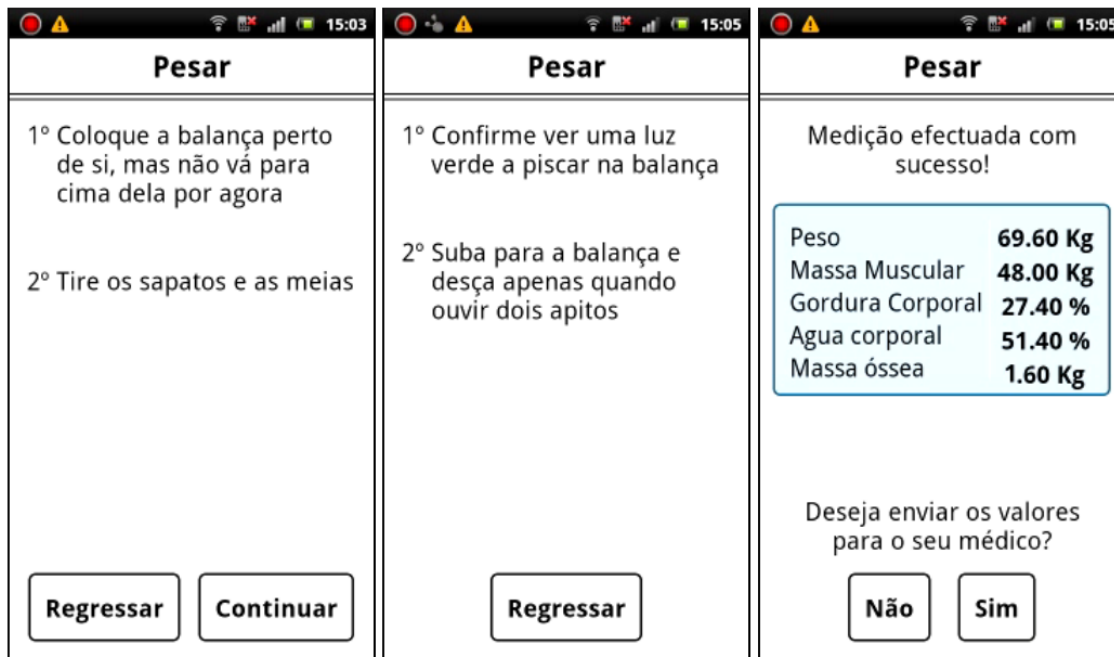 15:03
Pesar
1º Coloque a balança perto
de si, mas não vá para
cima dela por agora
2º Tire os sapatos e as meias
Regressar
Continuar
15:05
Pesar
1º Confirme ver uma luz
verde a piscar na balança
2º Suba para a balança e
desça apenas quando
ouvir dois apitos
Regressar
15:05
Pesar
Medição efectuada com
sucesso!
Peso 69.60 Kg
Massa Muscular 48.00 Kg
Gordura Corporal 27.40 %
Agua corporal 51.40 %
Massa óssea 1.60 Kg
Deseja enviar os valores
para o seu médico?
Não
Sim